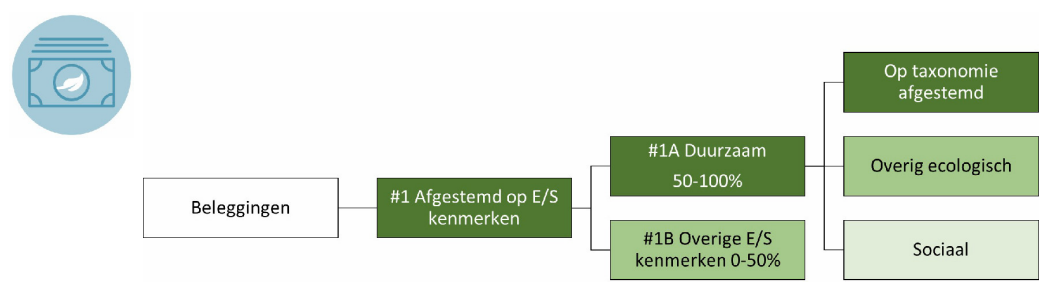 Beleggingen
#1 Afgestemd op E/S
kenmerken
#1A Duurzaam
50-100%
#1B Overige E/S
kenmerken 0-50%
Op taxonomie
afgestemd
Overig ecologisch
Sociaal